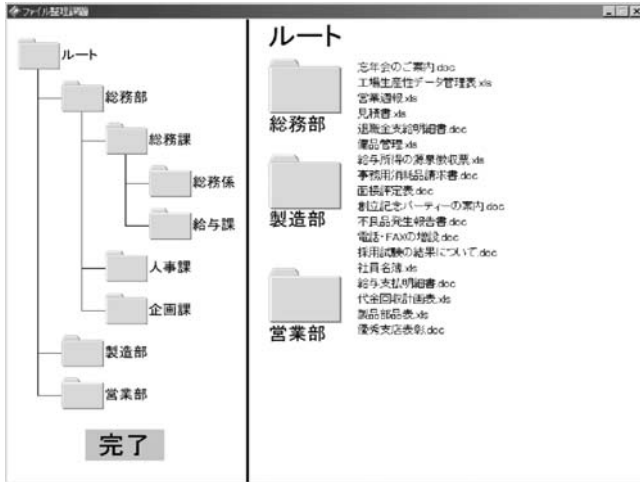 ファイル整理課題
ルート
総務部
総務課
総務係
給与課
人事課
企画課
製造部
営業部
完了
ルート
総務部
製造部
営業部
忘年会のご案内.doc
工場生産性データ管理表.xls
営業週報.xls
見積書.xls
退職金支給明細書.doc
備品管理.xls
給与所得の源泉徴収票.xls
事務用消耗品請求書.doc
面接評定表.doc
創立記念パーティーの案内.doc
不良品発生報告書.doc
電話・FAXの増設.doc
採用試験の結果について.doc
社員名簿.xls
給与支払明細書.doc
代金回収計画表.xls
製品部品表.xls
優秀支店表彰.doc